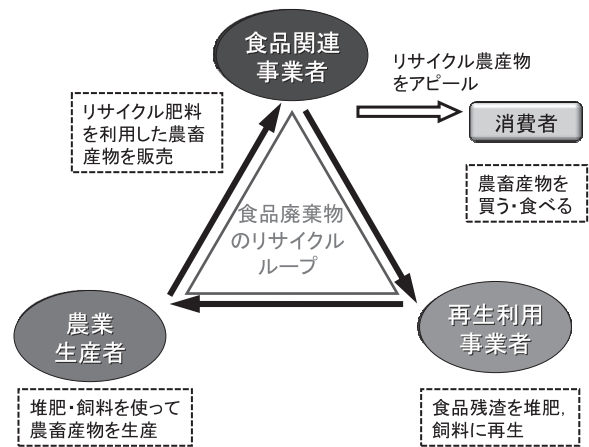 食品関連
事業者
リサイクル農産物
をアピール
消費者
リサイクル肥料
を利用した農畜
産物を販売
農畜産物を
買う・食べる
食品廃棄物
のリサイクル
ループ
農業
生産者
再生利用
事業者
堆肥・飼料を使って
農畜産物を生産
食品残渣を堆肥,
飼料に再生